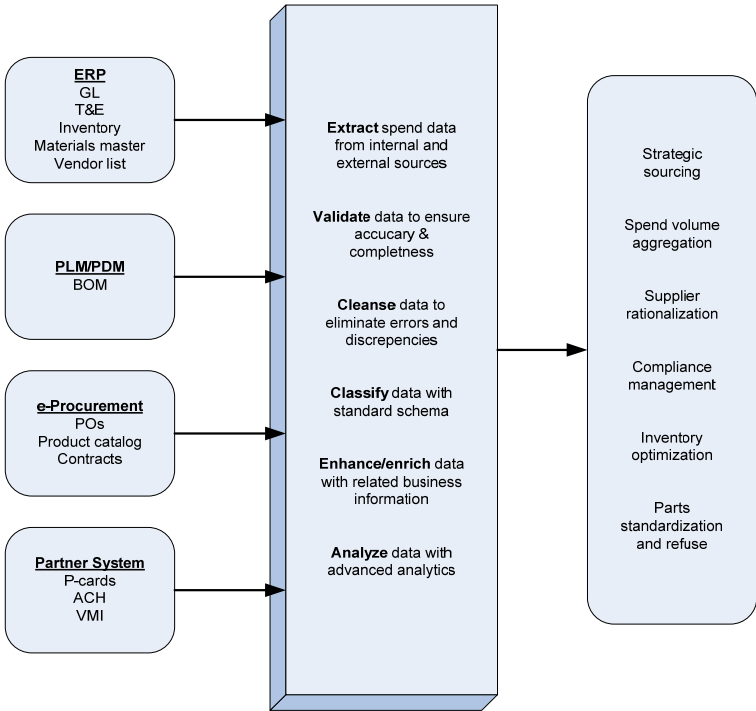 ERP
GL
T&E
Inventory
Materials master
Vendor list
PLM/PDM
BOM
e-Procurement
POs
Product catalog
Contracts
Partner System
P-cards
ACH
VMI
Extract spend data
from internal and
external sources
Validate data to ensure
accucary &
completness
Cleanse data to
eliminate errors and
discrepencies
Classify data with
standard schema
Enhance/enrich data
with related business
information
Analyze data with
advanced analytics
Strategic
sourcing
Spend volume
aggregation
Supplier
rationalization
Compliance
management
Inventory
optimization
Parts
standardization
and refuse